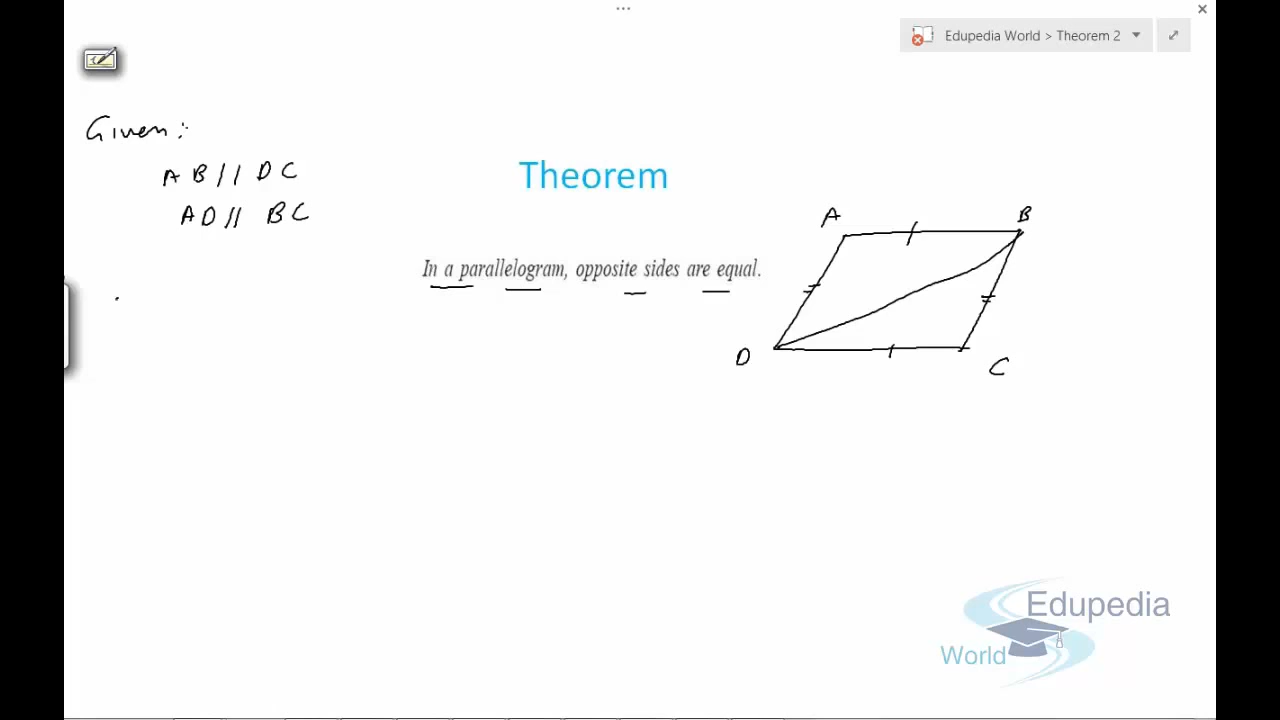 Edupedia World > Theorem 2
Given :
AB // DC
AD // BC
Theorem
In a parallelogram, opposite sides are equal.
A B
D C
Edupedia
World